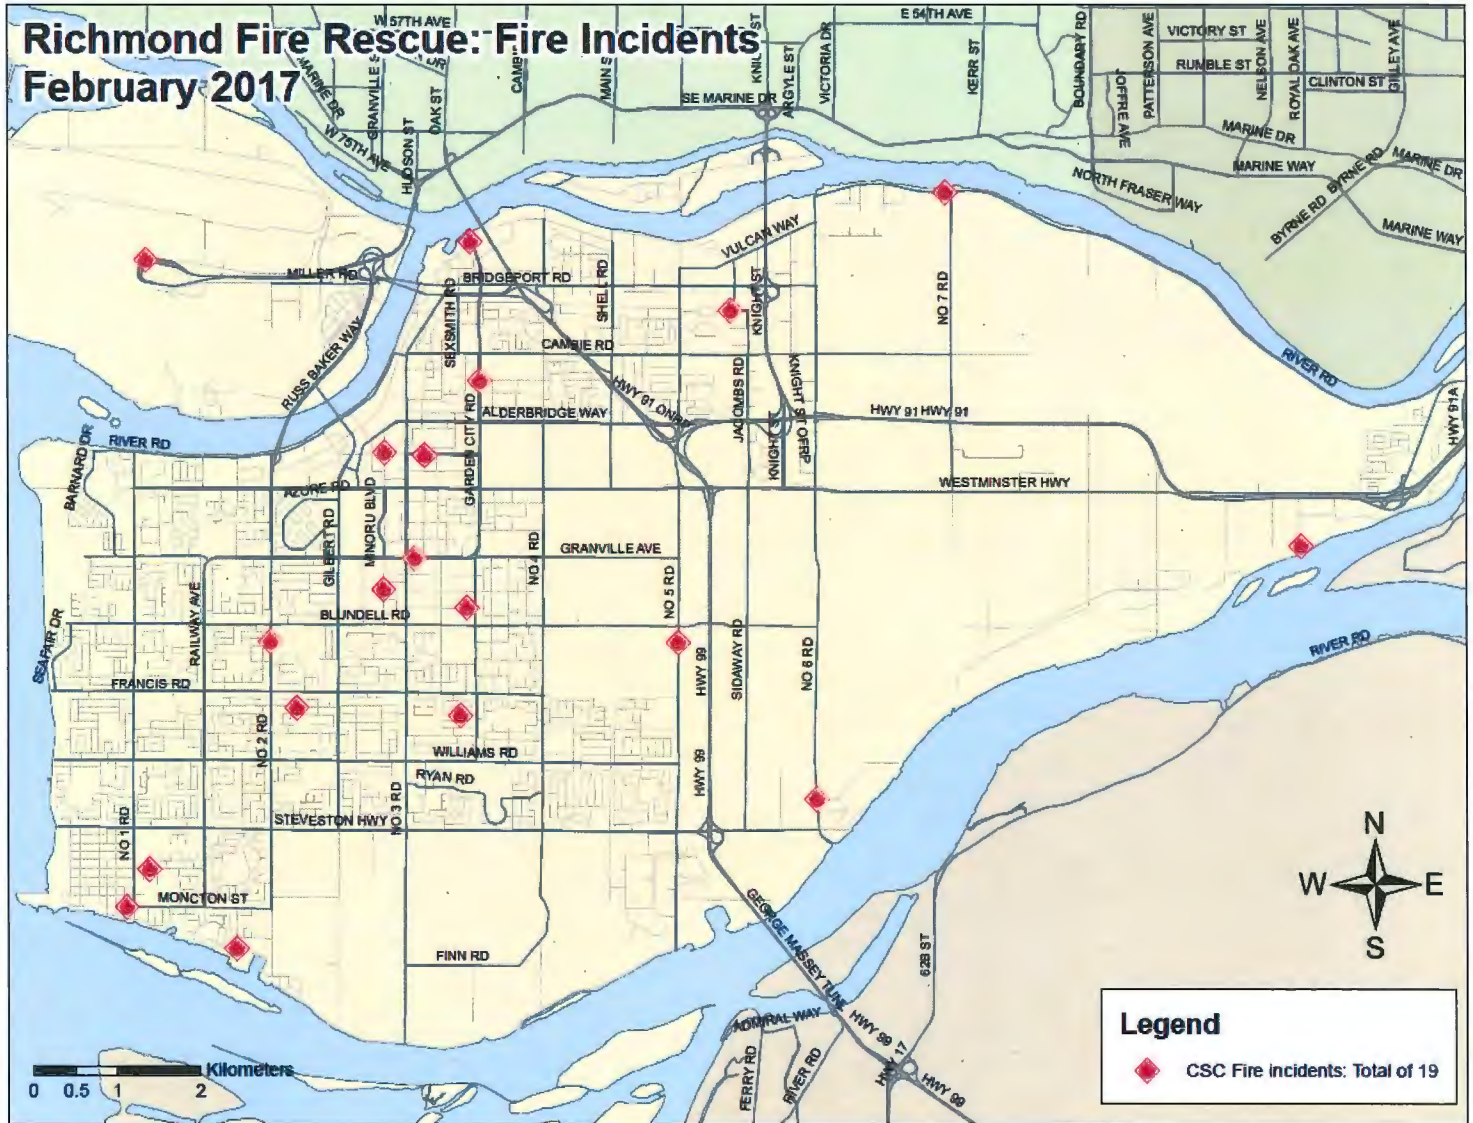 Richmond Fire Rescue: Fire Incidents
February 2017
W 57TH AVE
E 54TH AVE
VICTORY ST
RUMBLE ST
CLINTON ST
BOUNDARY RD
JOFFRE AVE
PATTERSON AVE
NELSON AVE
ROYAL OAK AVE
GILLEY AVE
KERR ST
VICTORIA DR
ARGYLE ST
KNIGHT ST
MAIN S
CAMB
OAK ST
GRANVILLE S
MARINE DR
HUDSON ST
W 75TH AVE
SE MARINE DR
MARINE DR
MARINE DR
MARINE WAY
MARINE WAY
NORTH FRASER WAY
BYRNE RD
BYRNE RD
VULCAN WAY
MILLER RD
BRIDGEPORT RD
SEXSMITH RD
SHELL RD
KNIGHT ST
NO 7 RD
CAMBIE RD
RUSS BAKER WAY
HWY 91 ONRP
JACOMBS RD
KNIGHT ST OFRP
KNIGHT S
RIVER RD
HWY 91A
ALDERBRIDGE WAY
HWY 91 HWY 91
GARDEN CITY RD
RIVER RD
BARNARD DR
AZURE RD
WESTMINSTER HWY
GILBERT RD
MINORU BLVD
GRANVILLE AVE
NO 4 RD
NO 5 RD
BLUNDELL RD
RAILWAY AVE
SEAFAIR DR
HWY 99
SIDAWAY RD
NO 6 RD
RIVER RD
FRANCIS RD
NO 2 RD
WILLIAMS RD
RYAN RD
HWY 99
NO 3 RD
STEVESTON HWY
NO 1 RD
MONCTON ST
FINN RD
GEORGE MASSEY TUNL
62B ST
ADMIRAL WAY
HWY 99
HWY 17
HWY 99
FERRY RD
RIVER RD
N
W
E
S
Legend
CSC Fire incidents: Total of 19
Kilometers
0 0.5 1 2